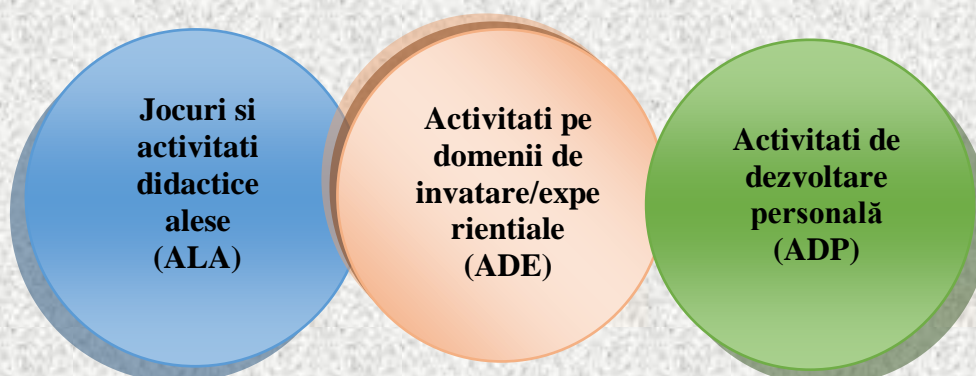 Jocuri si
activitati
didactice
alese
(ALA)
Activitati pe
domenii de
invatare/expe
rientiale
(ADE)
Activitati de
dezvoltare
personală
(ADP)